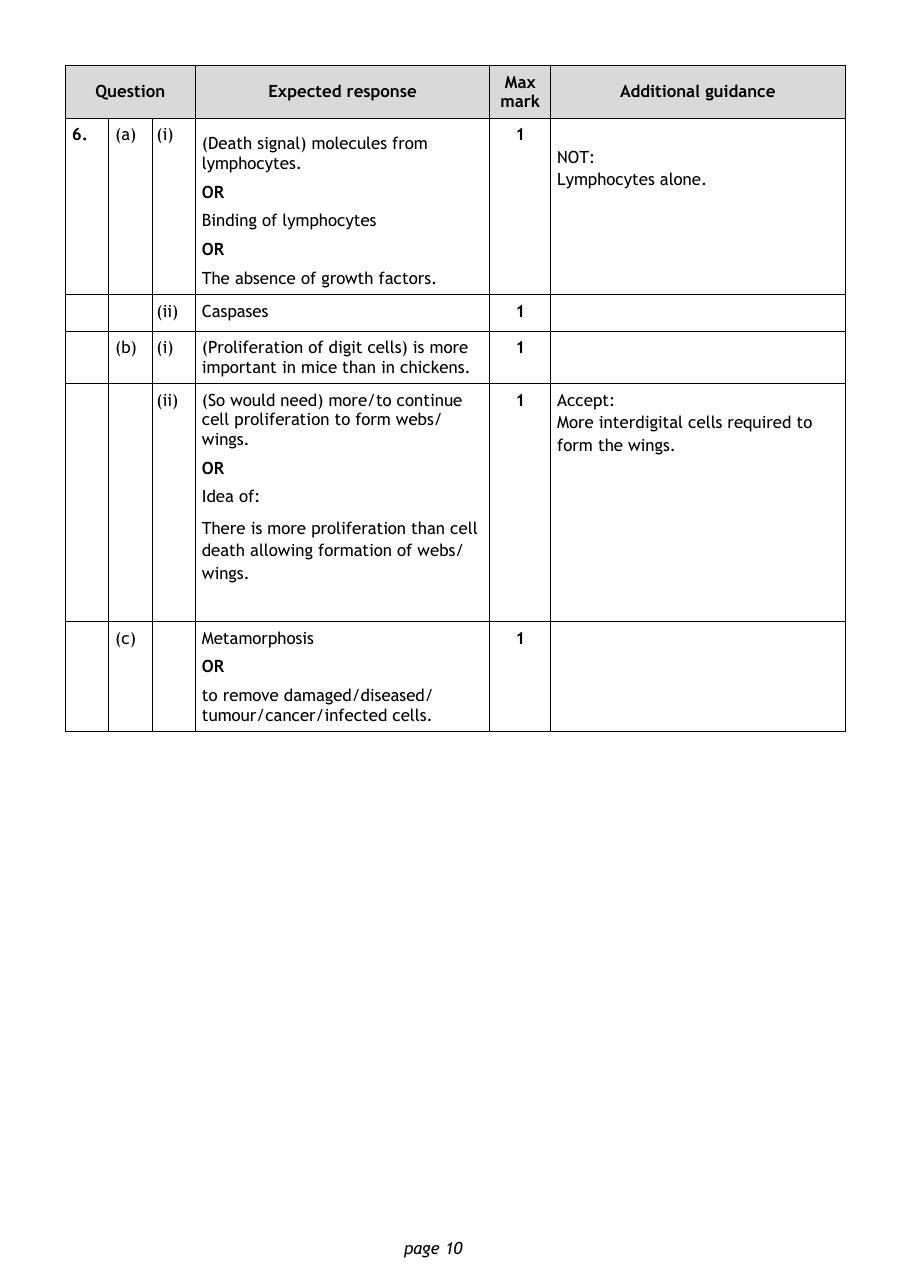 Question Expected response Max mark Additional guidance
6. (a) (i) (Death signal) molecules from
lymphocytes.
OR
Binding of lymphocytes
OR
The absence of growth factors.
1
NOT:
Lymphocytes alone.
(ii) Caspases 1
(b) (i) (Proliferation of digit cells) is more
important in mice than in chickens.
1
(ii) (So would need) more/to continue
cell proliferation to form webs/
wings.
OR
Idea of:
There is more proliferation than cell
death allowing formation of webs/
wings.
1
Accept:
More interdigital cells required to
form the wings.
(c) Metamorphosis
OR
to remove damaged/diseased/
tumour/cancer/infected cells.
1
page 10